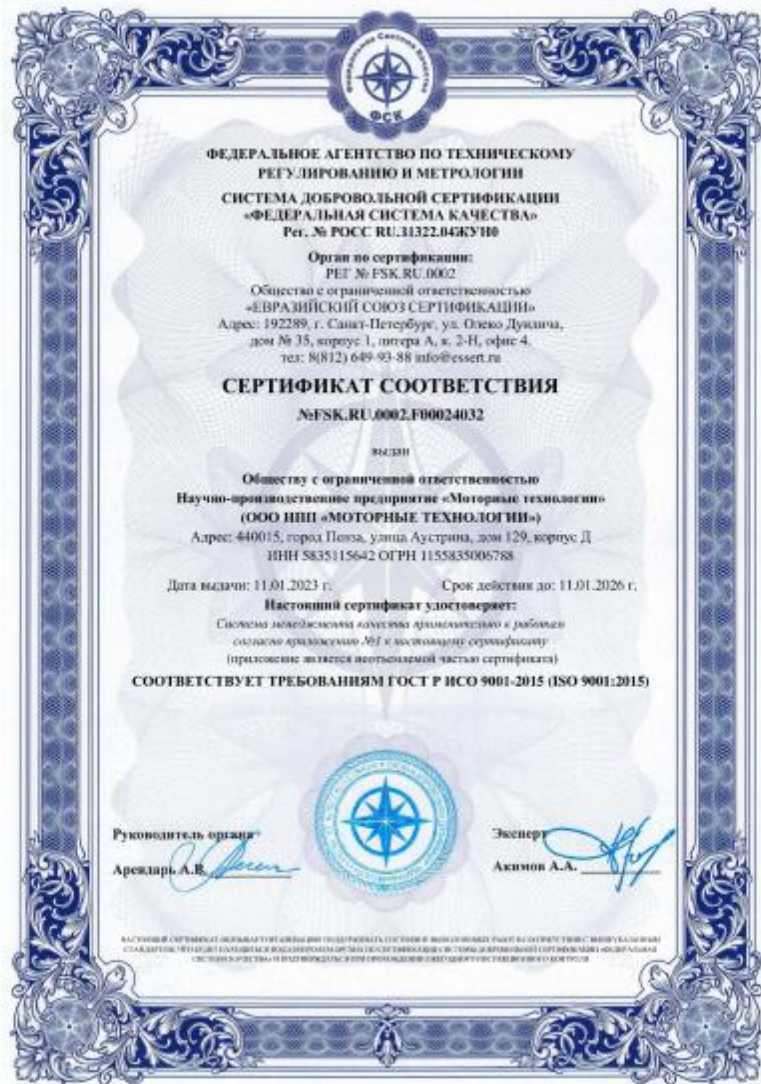 Федеральная Система Качества
ФСК
ФЕДЕРАЛЬНОЕ АГЕНТСТВО ПО ТЕХНИЧЕСКОМУ
РЕГУЛИРОВАНИЮ И МЕТРОЛОГИИ
СИСТЕМА ДОБРОВОЛЬНОЙ СЕРТИФИКАЦИИ
«ФЕДЕРАЛЬНАЯ СИСТЕМА КАЧЕСТВА»
Рег. № РОСС RU.31322.04ЖУН0
Орган по сертификации:
РЕГ № FSK.RU.0002
Общество с ограниченной ответственностью
«ЕВРАЗИЙСКИЙ СОЮЗ СЕРТИФИКАЦИИ»
Адрес: 192289, г. Санкт-Петербург, ул. Олеко Дундича,
дом № 35, корпус 1, литера А, к. 2-Н, офис 4.
тел: 8(812) 649-93-88 info@essert.ru
СЕРТИФИКАТ СООТВЕТСТВИЯ
№FSK.RU.0002.F00024032
выдан
Обществу с ограниченной ответственностью
Научно-производственное предприятие «Моторные технологии»
(ООО НПП «МОТОРНЫЕ ТЕХНОЛОГИИ»)
Адрес: 440015, город Пенза, улица Аустрина, дом 129, корпус Д
ИНН 5835115642 ОГРН 1155835006788
Дата выдачи: 11.01.2023 г. Срок действия до: 11.01.2026 г.
Настоящий сертификат удостоверяет:
Система менеджмента качества применительно к работам
согласно приложению №1 к настоящему сертификату
(приложение является неотъемлемой частью сертификата)
СООТВЕТСТВУЕТ ТРЕБОВАНИЯМ ГОСТ Р ИСО 9001-2015 (ISO 9001:2015)
Руководитель органа
Арендарь А.В.
Эксперт
Акимов А.А.